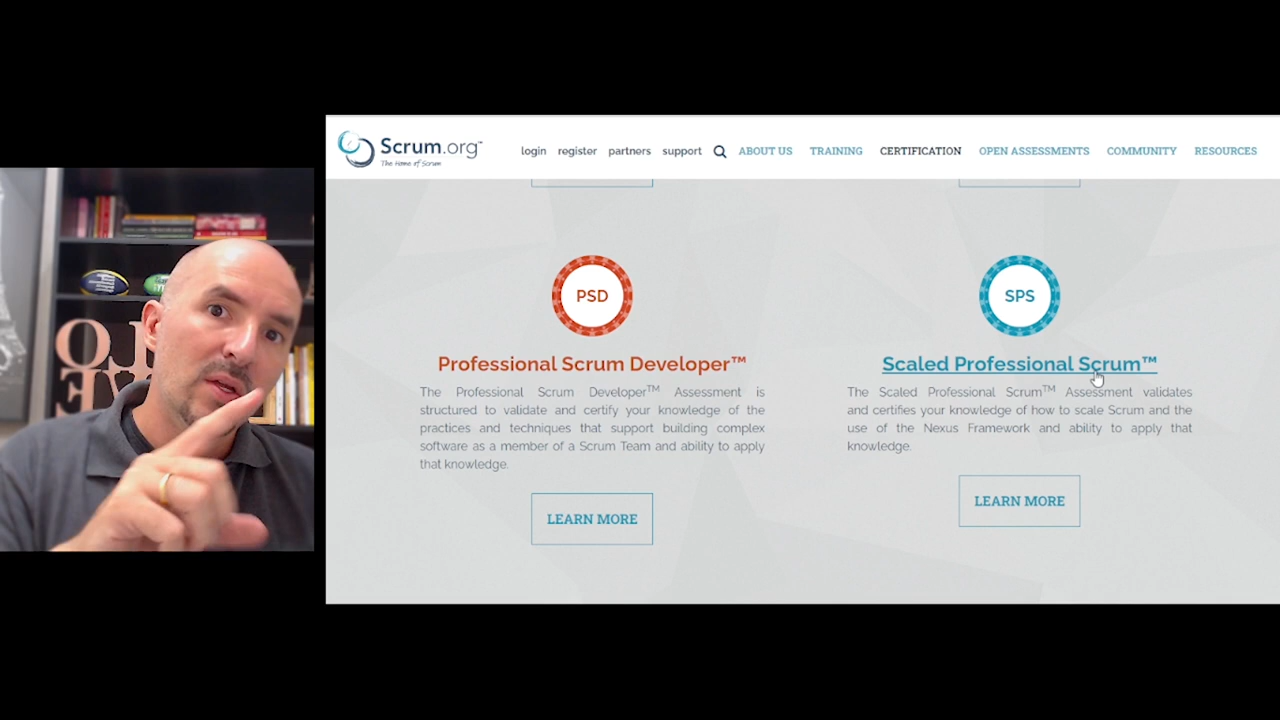 Scrum.org™
The Home of Scrum
login register partners support ABOUT US TRAINING CERTIFICATION OPEN ASSESSMENTS COMMUNITY RESOURCES
PSD
Professional Scrum Developer™
The Professional Scrum Developer™ Assessment is
structured to validate and certify your knowledge of the
practices and techniques that support building complex
software as a member of a Scrum Team and ability to apply
that knowledge.
LEARN MORE
SPS
Scaled Professional Scrum™
The Scaled Professional Scrum™ Assessment validates
and certifies your knowledge of how to scale Scrum and the
use of the Nexus Framework and ability to apply that
knowledge.
LEARN MORE